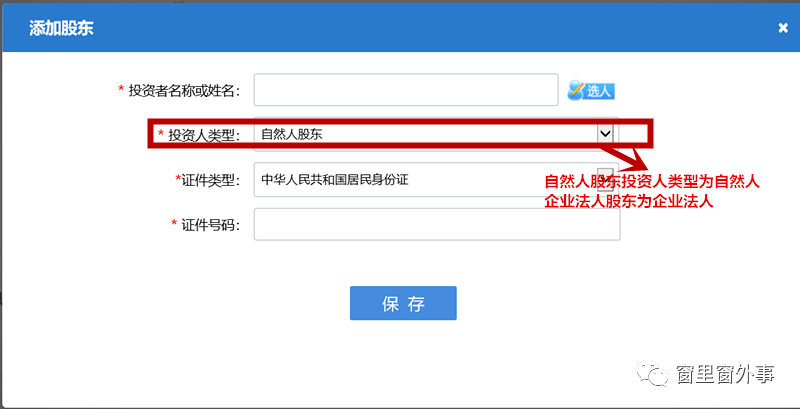 添加股东
* 投资者名称或姓名:
选人
* 投资人类型: 自然人股东
*证件类型: 中华人民共和国居民身份证
自然人股东投资人类型为自然人
企业法人股东为企业法人
* 证件号码:
保 存
窗里窗外事